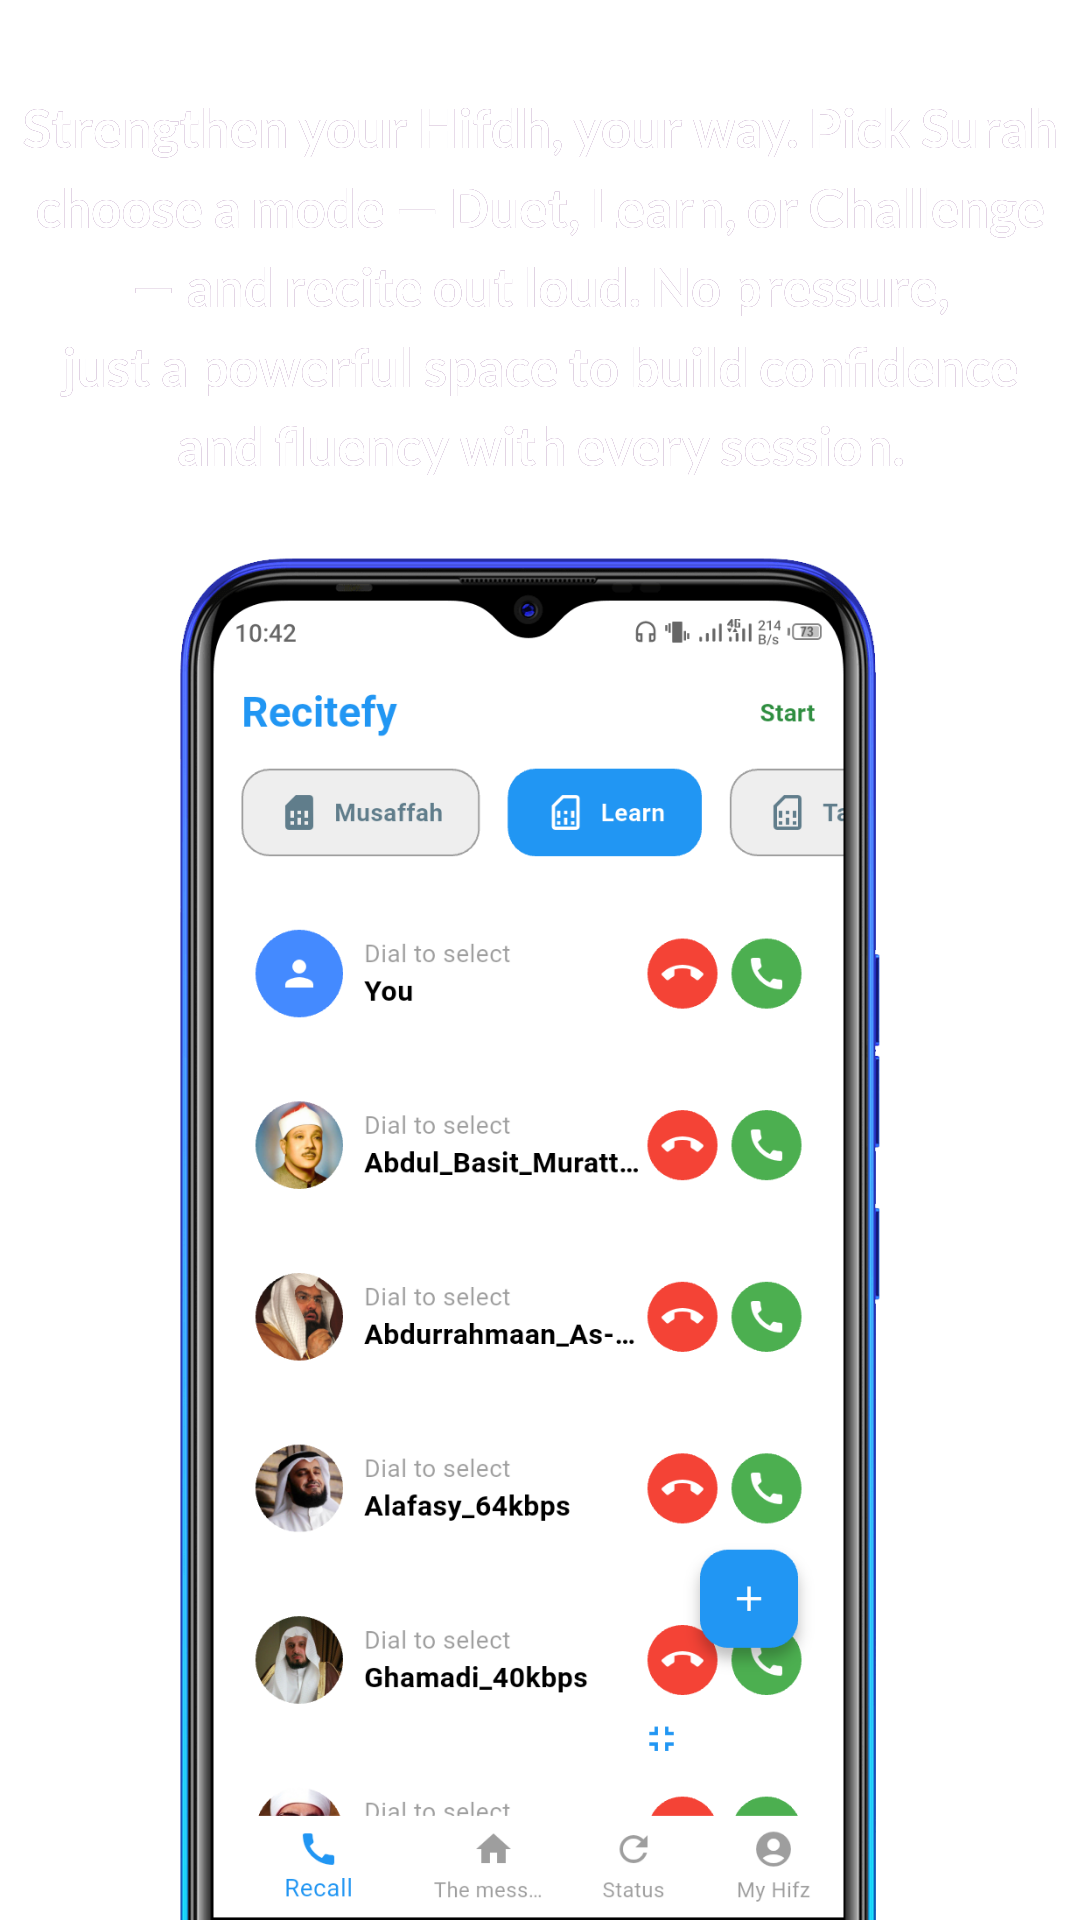 Strengthen your Hifdh, your way. Pick Surah
choose a mode — Duet, Learn, or Challenge
— and recite out loud. No pressure,
just a powerful space to build confidence
and fluency with every session.
10:42
4G
214
B/s
73
Recitefy
Start
Musaffah
Learn
Ta
Dial to select
You
Dial to select
Abdul_Basit_Muratt...
Dial to select
Abdurrahmaan_As-...
Dial to select
Alafasy_64kbps
Dial to select
Ghamadi_40kbps
Dial to select
Recall
The mess...
Status
My Hifz